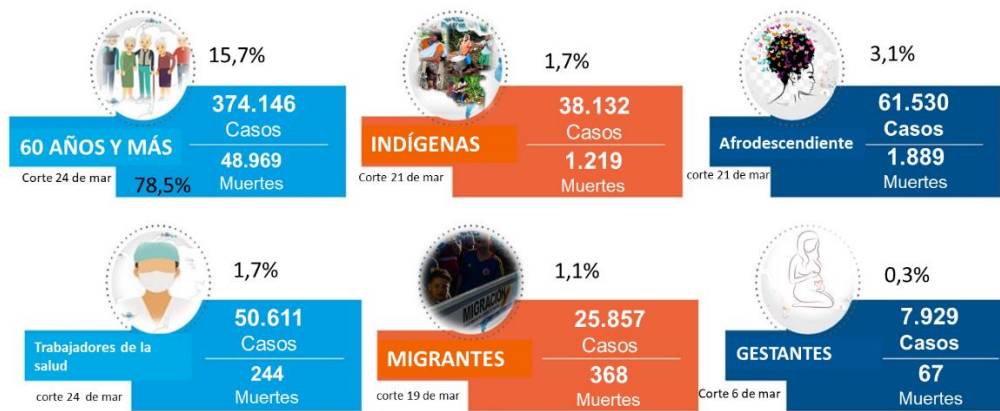 15,7%
374.146
Casos
60 AÑOS Y MÁS
48.969
Muertes
Corte 24 de mar
78,5%
1,7%
38.132
Casos
INDÍGENAS
1.219
Muertes
corte 21 de mar
3,1%
61.530
Casos
Afrodescendiente
1.889
Muertes
corte 21 de mar
1,7%
50.611
Casos
Trabajadores de la
salud
244
Muertes
corte 24 de mar
1,1%
MIGRACION
25.857
Casos
MIGRANTES
368
Muertes
corte 19 de mar
0,3%
7.929
Casos
GESTANTES
67
Muertes
Corte 6 de mar